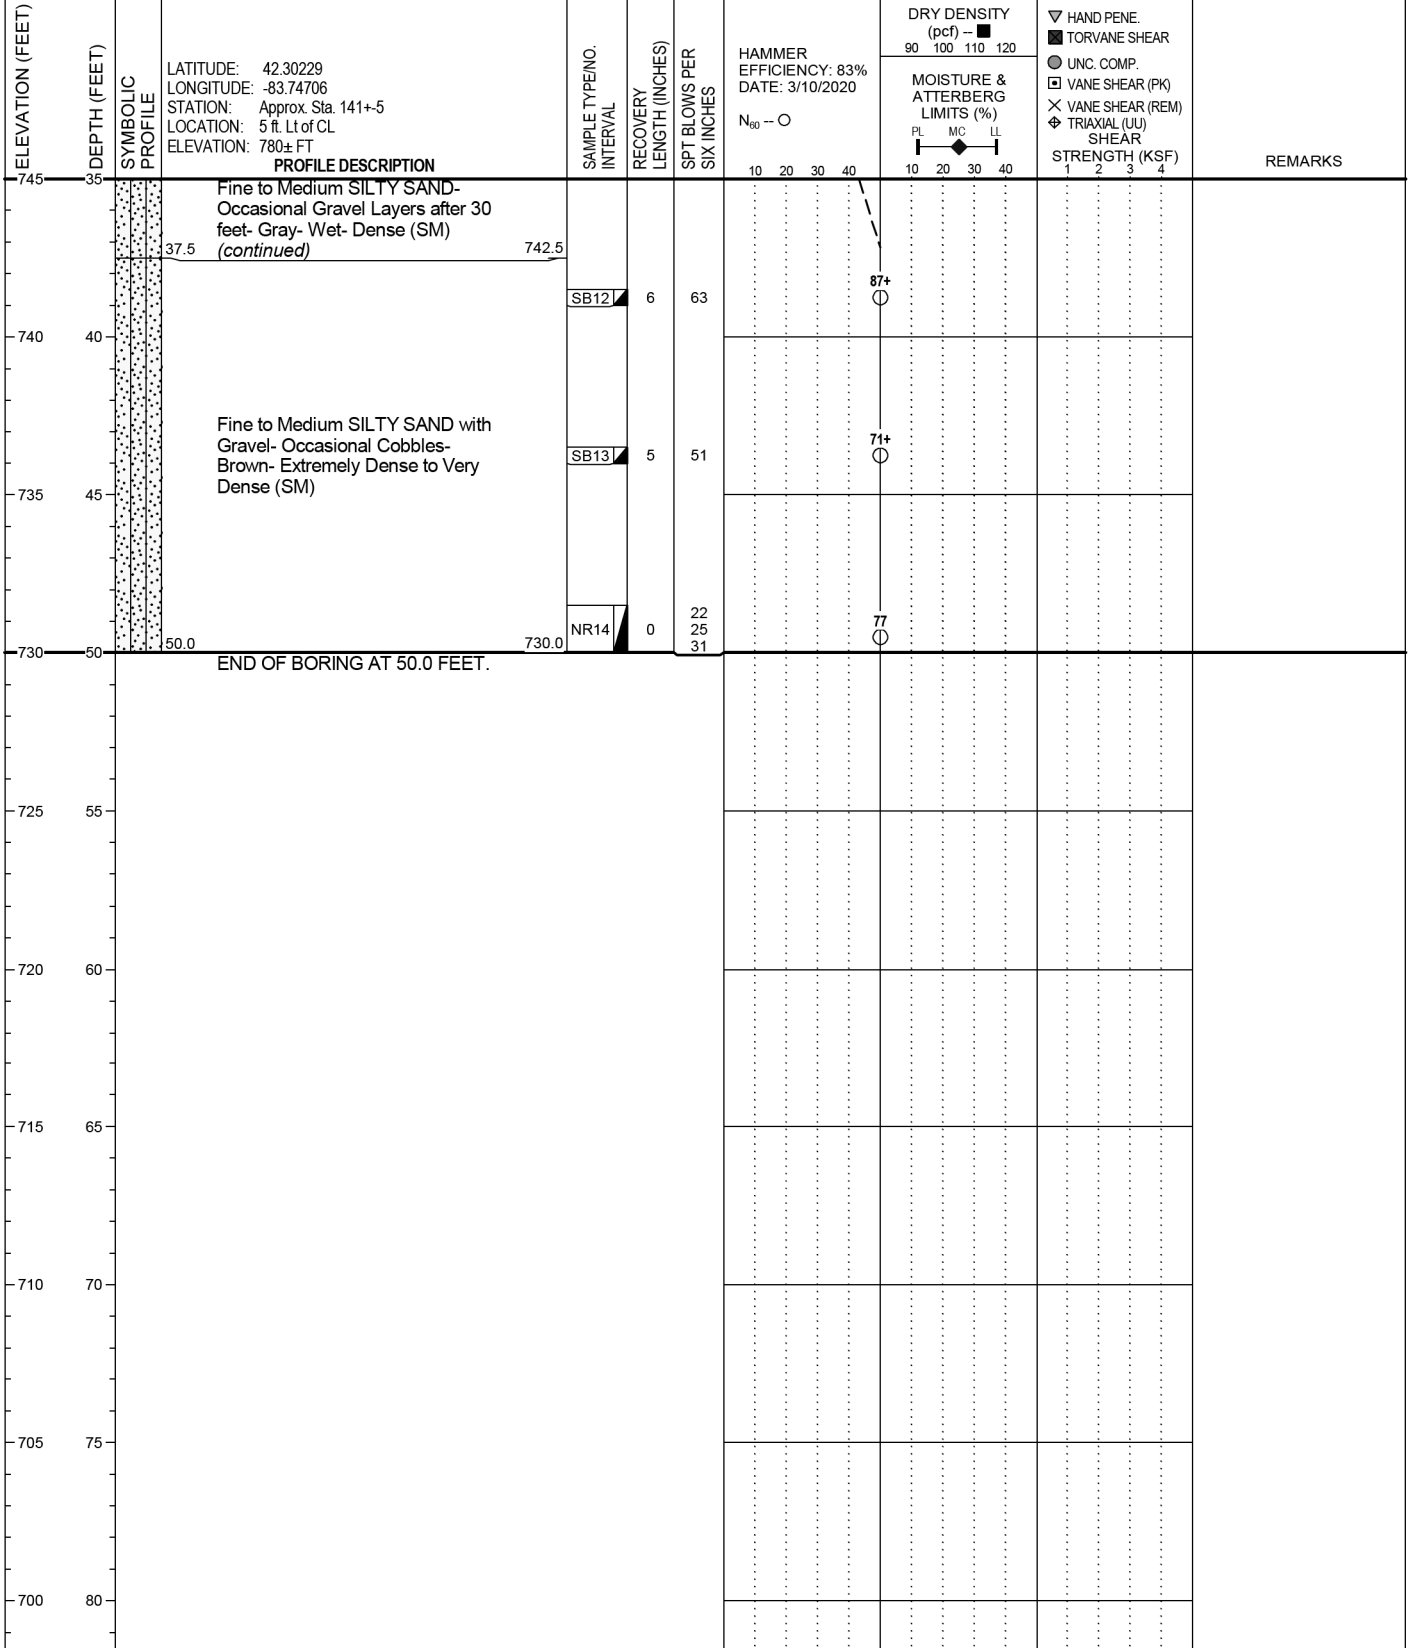 ELEVATION (FEET)
DEPTH (FEET)
SYMBOLIC
PROFILE
LATITUDE: 42.30229
LONGITUDE: -83.74706
STATION: Approx. Sta. 141+-5
LOCATION: 5 ft. Lt of CL
ELEVATION: 780± FT
PROFILE DESCRIPTION
SAMPLE TYPE/NO.
INTERVAL
RECOVERY
LENGTH (INCHES)
SPT BLOWS PER
SIX INCHES
HAMMER
EFFICIENCY: 83%
DATE: 3/10/2020
N60 -- O
10 20 30 40
DRY DENSITY
(pcf) -- ■
90 100 110 120
MOISTURE &
ATTERBERG
LIMITS (%)
PL MC LL
10 20 30 40
HAND PENE.
TORVANE SHEAR
UNC. COMP.
VANE SHEAR (PK)
VANE SHEAR (REM)
TRIAXIAL (UU)
SHEAR
STRENGTH (KSF)
1 2 3 4
REMARKS
745 35
Fine to Medium SILTY SAND-
Occasional Gravel Layers after 30
feet- Gray- Wet- Dense (SM)
37.5 (continued) 742.5
87+
SB12 6 63
740 40
Fine to Medium SILTY SAND with
Gravel- Occasional Cobbles-
Brown- Extremely Dense to Very
Dense (SM)
71+
SB13 5 51
735 45
22
NR14 0 25 77
31
50.0 730.0
730 50
END OF BORING AT 50.0 FEET.
725 55
720 60
715 65
710 70
705 75
700 80